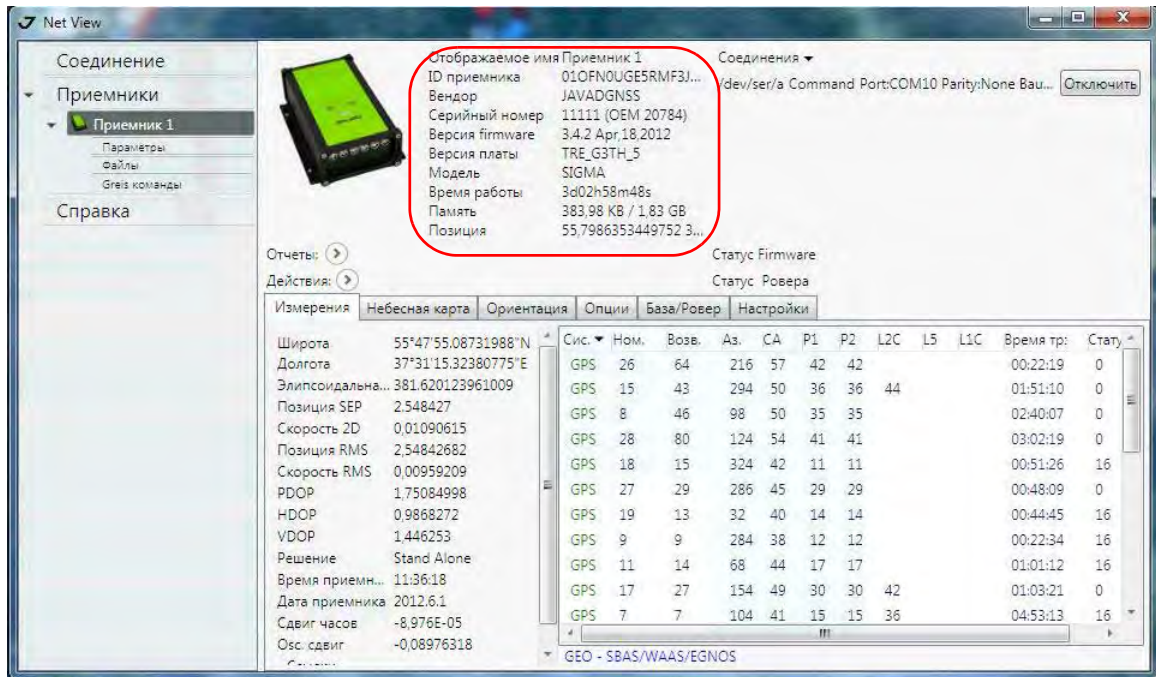 Net View
Соединение
Приемники
Приемник 1
Параметры
Файлы
Greis команды
Справка
Отображаемое имя Приемник 1
ID приемника 01OFN0UGE5RMF3J...
Вендор JAVADGNSS
Серийный номер 11111 (OEM 20784)
Версия firmware 3.4.2 Apr,18,2012
Версия платы TRE_G3TH_5
Модель SIGMA
Время работы 3d02h58m48s
Память 383,98 KB / 1,83 GB
Позиция 55,7986353449752 3...
Соединения
/dev/ser/a Command Port:COM10 Parity:None Bau... Отключить
Отчеты:
Статус Firmware
Действия:
Статус Ровера
Измерения Небесная карта Ориентация Опции База/Ровер Настройки
Широта 55°47'55.08731988"N
Долгота 37°31'15.32380775"E
Элипсоидальна... 381.620123961009
Позиция SEP 2.548427
Скорость 2D 0,01090615
Позиция RMS 2,54842682
Скорость RMS 0,00959209
PDOP 1,75084998
HDOP 0,9868272
VDOP 1,446253
Решение Stand Alone
Время приемн... 11:36:18
Дата приемника 2012.6.1
Сдвиг часов -8,976E-05
Osc. сдвиг -0,08976318
Сис. Ном. Возв. Аз. CA P1 P2 L2C L5 L1C Время тр: Стату
GPS 26 64 216 57 42 42 00:22:19 0
GPS 15 43 294 50 36 36 44 01:51:10 0
GPS 8 46 98 50 35 35 02:40:07 0
GPS 28 80 124 54 41 41 03:02:19 0
GPS 18 15 324 42 11 11 00:51:26 16
GPS 27 29 286 45 29 29 00:48:09 0
GPS 19 13 32 40 14 14 00:44:45 16
GPS 9 9 284 38 12 12 00:22:34 16
GPS 11 14 68 44 17 17 01:01:12 16
GPS 17 27 154 49 30 30 42 01:03:21 0
GPS 7 7 104 41 15 15 36 04:53:13 16
GEO - SBAS/WAAS/EGNOS